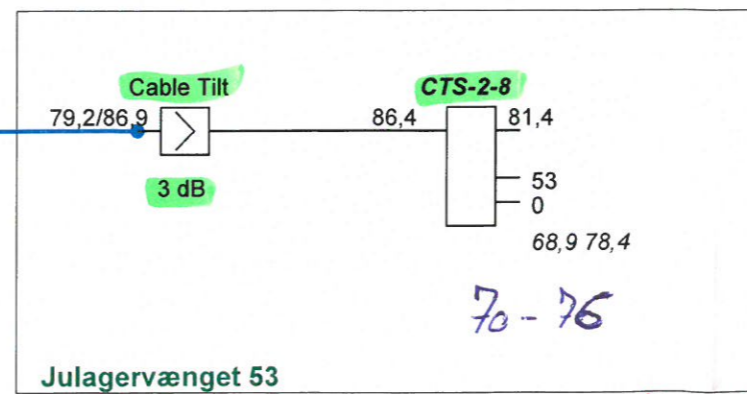 Cable Tilt
CTS-2-8
79,2/86,9
86,4
81,4
3 dB
53
0
68,9 78,4
70 - 76
Julagervænget 53